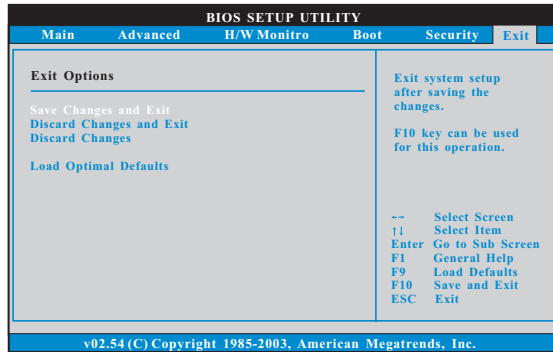 BIOS SETUP UTILITY
Main Advanced H/W Monitro Boot Security Exit
Exit Options
Save Changes and Exit
Discard Changes and Exit
Discard Changes
Load Optimal Defaults
Exit system setup
after saving the
changes.
F10 key can be used
for this operation.
←→ Select Screen
↑↓ Select Item
Enter Go to Sub Screen
F1 General Help
F9 Load Defaults
F10 Save and Exit
ESC Exit
v02.54 (C) Copyright 1985-2003, American Megatrends, Inc.